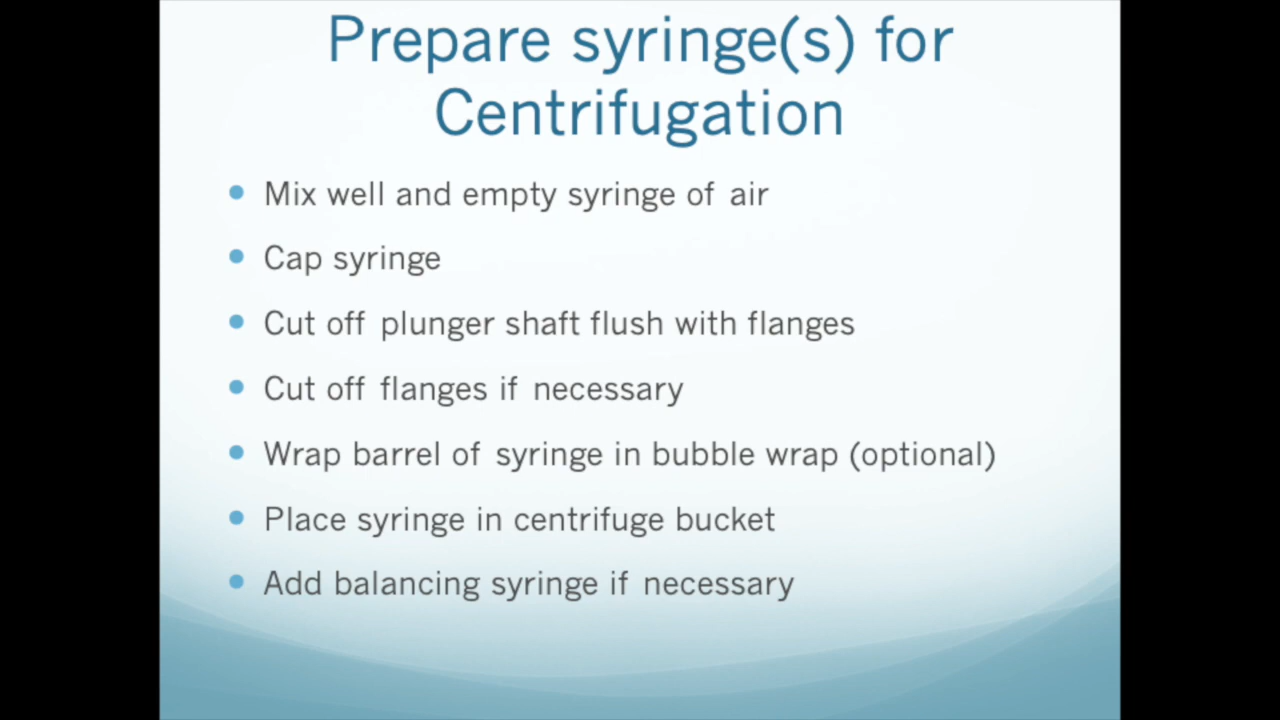 Prepare syringe(s) for
Centrifugation
Mix well and empty syringe of air
Cap syringe
Cut off plunger shaft flush with flanges
Cut off flanges if necessary
Wrap barrel of syringe in bubble wrap (optional)
Place syringe in centrifuge bucket
Add balancing syringe if necessary